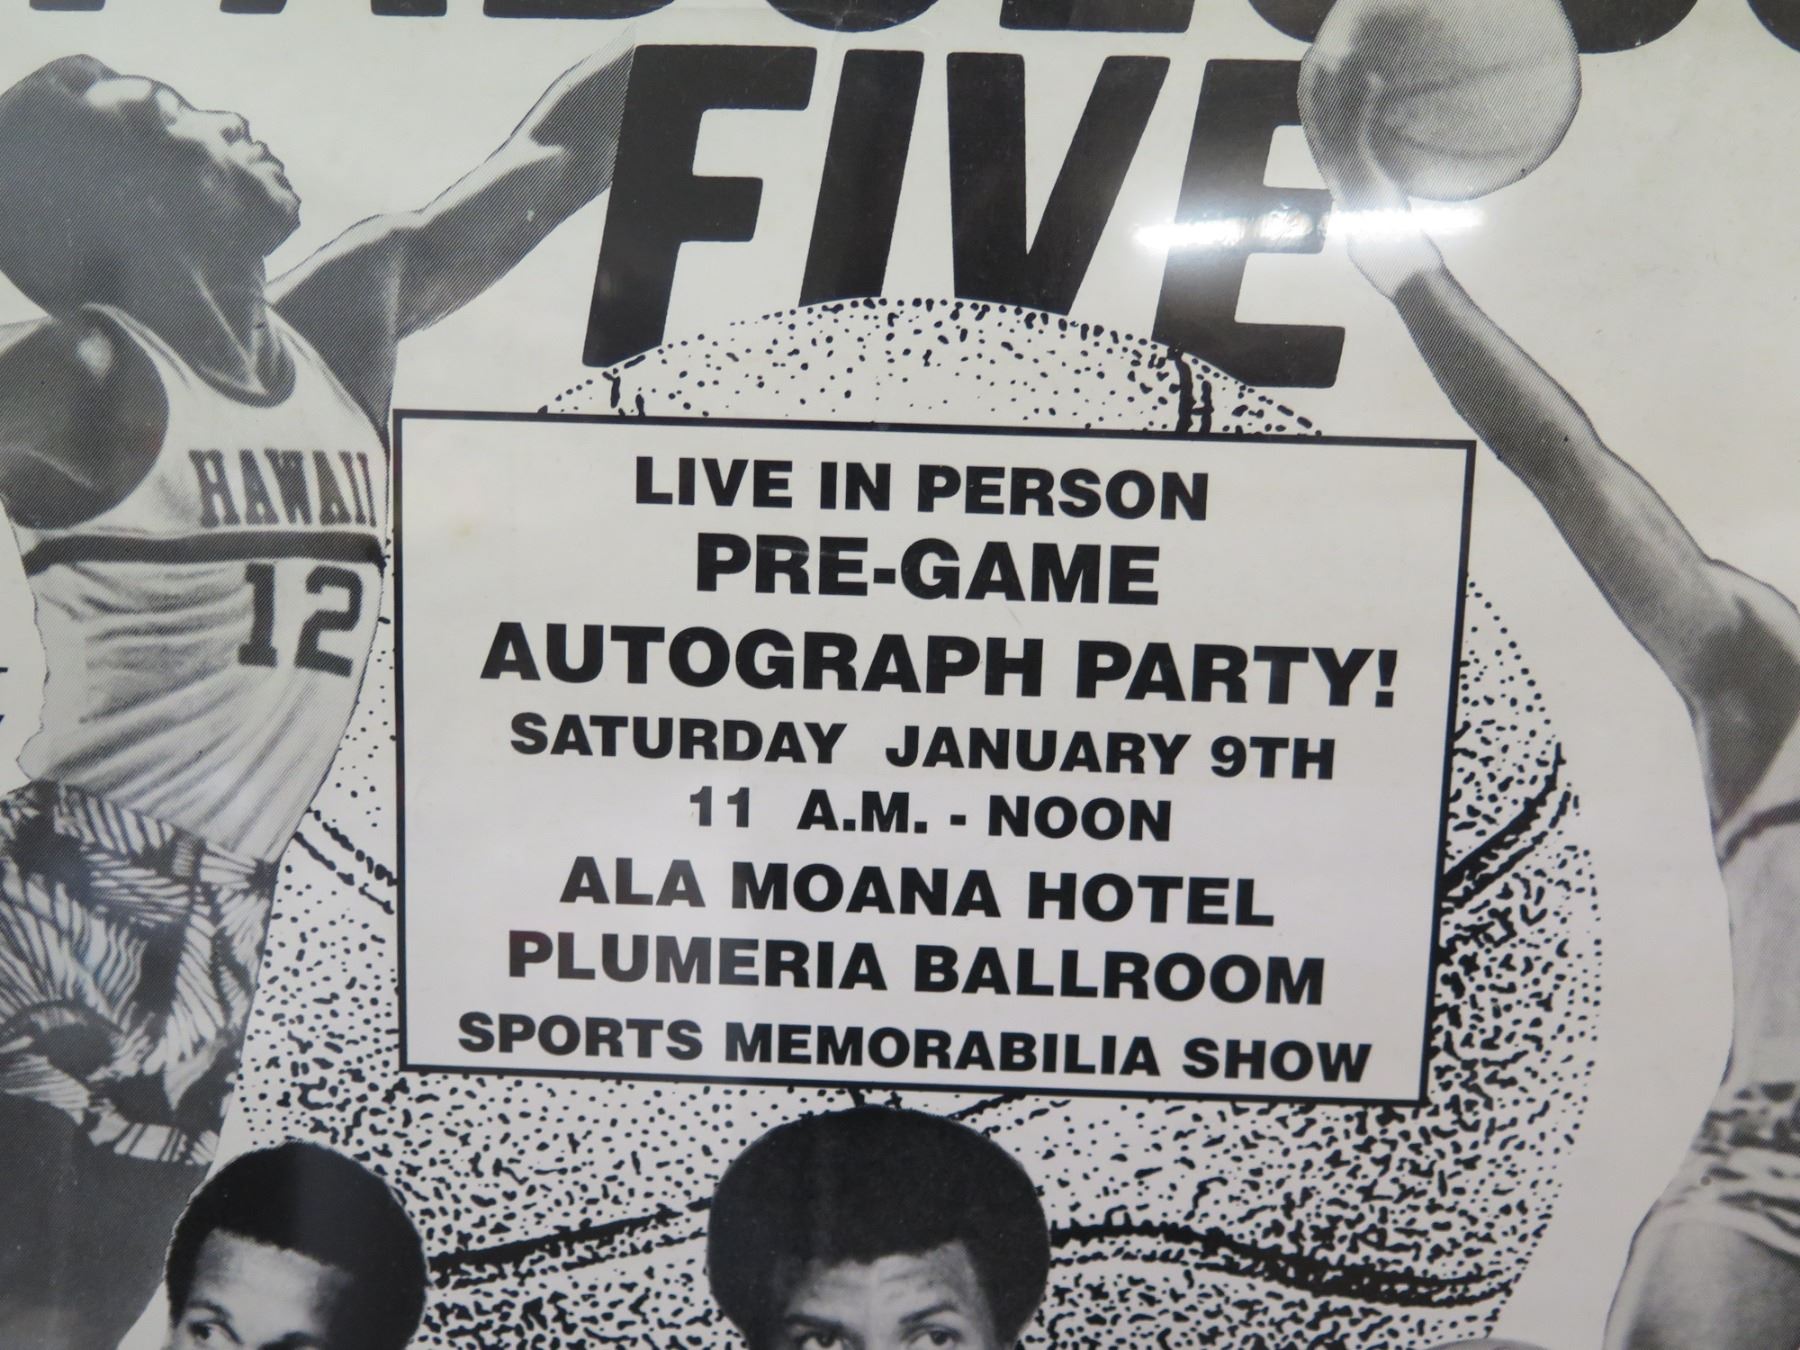 FABULOUS
FIVE
HAWAII
12
LIVE IN PERSON
PRE-GAME
AUTOGRAPH PARTY!
SATURDAY JANUARY 9TH
11 A.M. - NOON
ALA MOANA HOTEL
PLUMERIA BALLROOM
SPORTS MEMORABILIA SHOW